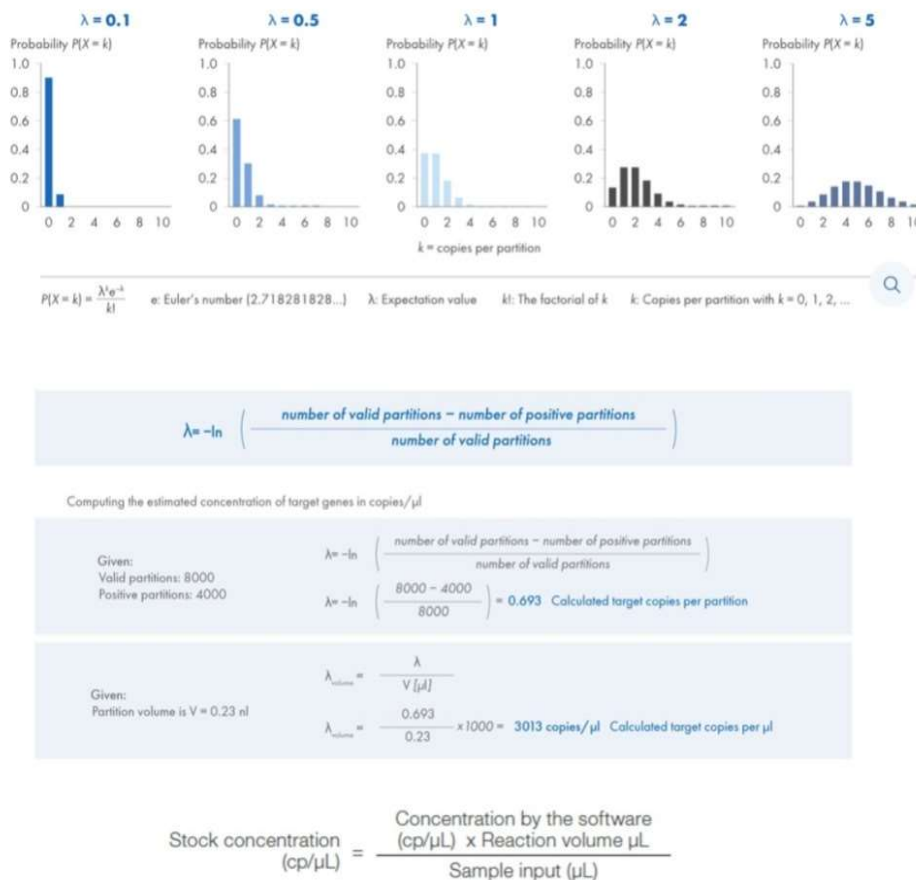 λ = 0.1
λ = 0.5
λ = 1
λ = 2
λ = 5
Probability P(X = k)
Probability P(X = k)
Probability P(X = k)
Probability P(X = k)
Probability P(X = k)
1.0
0.8
0.6
0.4
0.2
0
0 2 4 6 8 10
1.0
0.8
0.6
0.4
0.2
0
0 2 4 6 8 10
1.0
0.8
0.6
0.4
0.2
0
0 2 4 6 8 10
1.0
0.8
0.6
0.4
0.2
0
0 2 4 6 8 10
1.0
0.8
0.6
0.4
0.2
0
0 2 4 6 8 10
k = copies per partition
P(X = k) = λᵏe⁻ᵏ / k! e: Euler's number (2.718281828...) λ: Expectation value k!: The factorial of k k: Copies per partition with k = 0, 1, 2, ...
λ= –ln ( number of valid partitions – number of positive partitions
number of valid partitions )
Computing the estimated concentration of target genes in copies/µl
Given:
Valid partitions: 8000
Positive partitions: 4000
λ= –ln ( number of valid partitions – number of positive partitions
number of valid partitions )
λ= –ln ( 8000 – 4000
8000 ) = 0.693 Calculated target copies per partition
Given:
Partition volume is V = 0.23 nl
λvolume = λ
V [µl]
λvolume = 0.693
0.23 x1000 = 3013 copies/µl Calculated target copies per µl
Stock concentration
(cp/µL) =
Concentration by the software
(cp/µL) x Reaction volume µL
Sample input (µL)